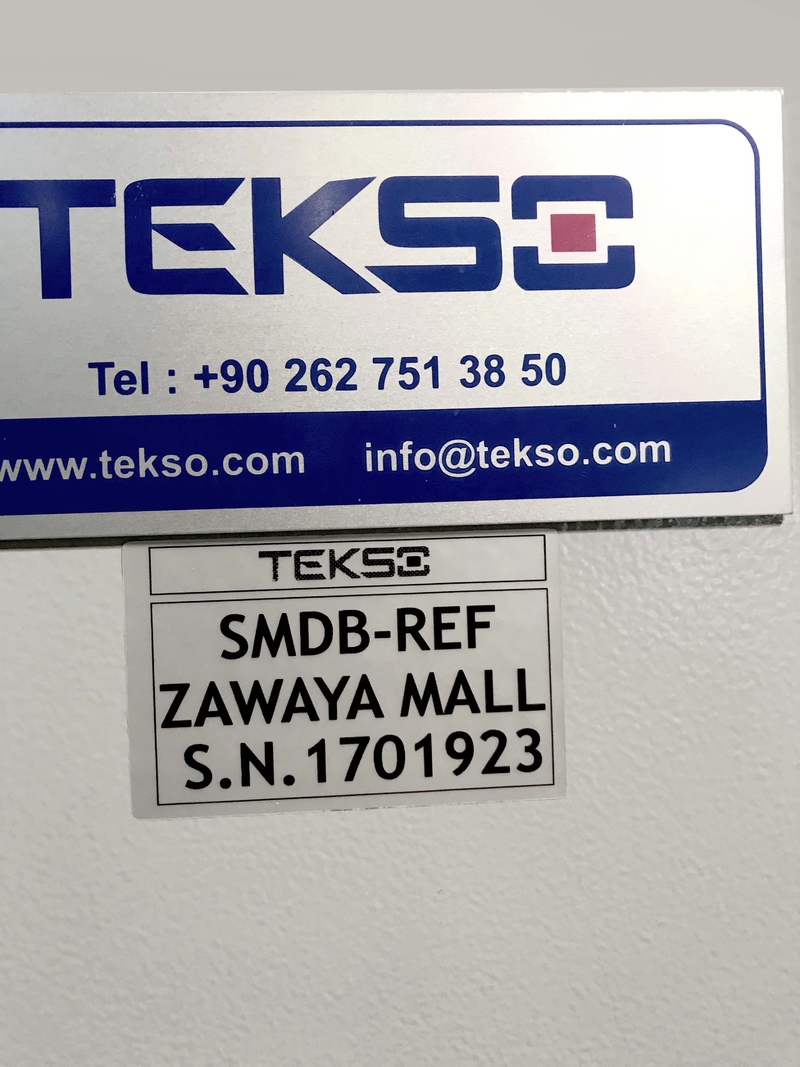 TEKSO
Tel : +90 262 751 38 50
www.tekso.com info@tekso.com
TEKSO
SMDB-REF
ZAWAYA MALL
S.N.1701923